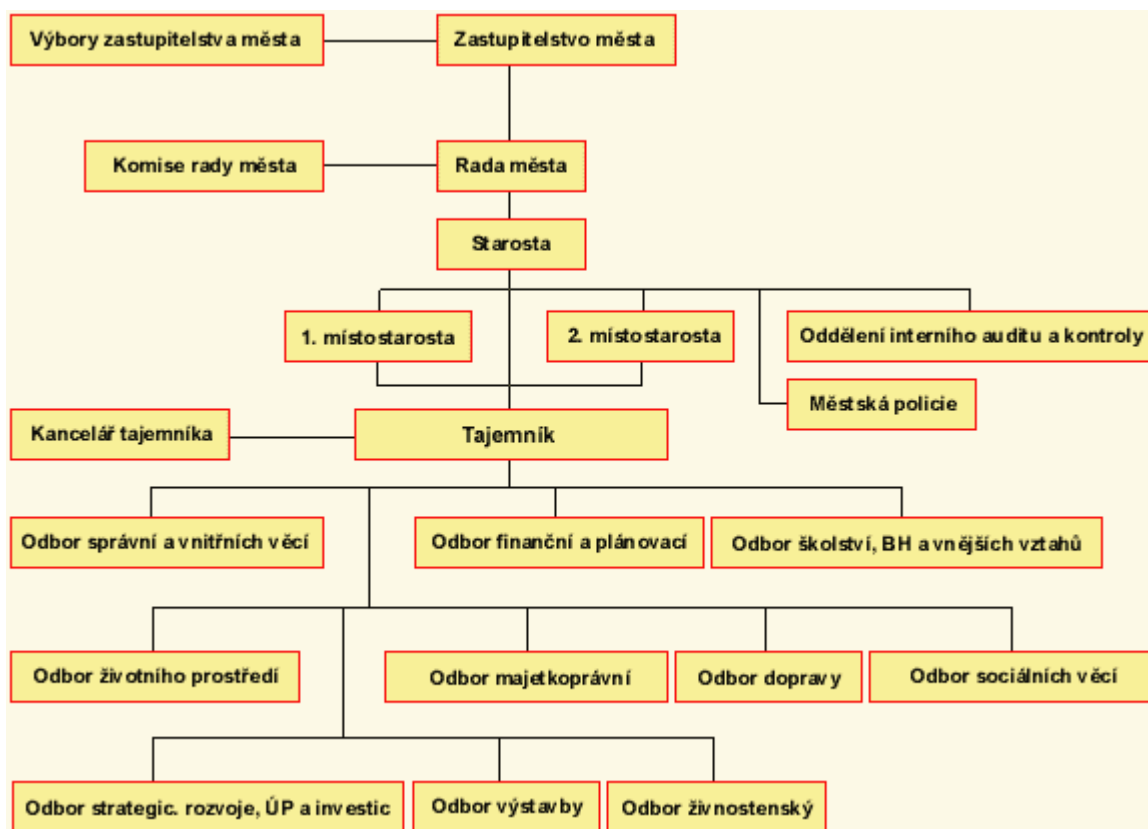 Výbory zastupitelstva města
Zastupitelstvo města
Komise rady města
Rada města
Starosta
1. místostarosta
2. místostarosta
Oddělení interního auditu a kontroly
Městská policie
Kancelář tajemníka
Tajemník
Odbor správní a vnitřních věcí
Odbor finanční a plánovací
Odbor školství, BH a vnějších vztahů
Odbor životního prostředí
Odbor majetkoprávní
Odbor dopravy
Odbor sociálních věcí
Odbor strategic. rozvoje, ÚP a investic
Odbor výstavby
Odbor živnostenský